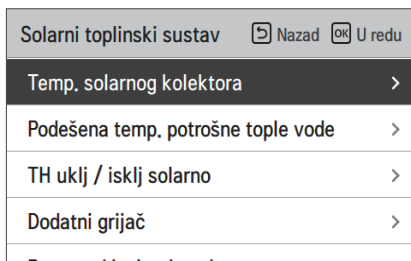 Solarni toplinski sustav Nazad OK U redu
Temp. solarnog kolektora
Podešena temp. potrošne tople vode
TH uklj / isklj solarno
Dodatni grijač